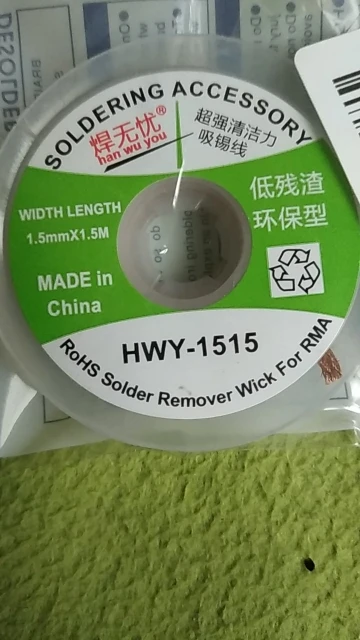 SOLDERING ACCESSORY
悍无忧®
han wu you
超强清洁力
吸锡线
WIDTH LENGTH
1.5mmX1.5M
低残渣
环保型
MADE in
China
HWY-1515
RoHS Solder Remover Wick For RMA